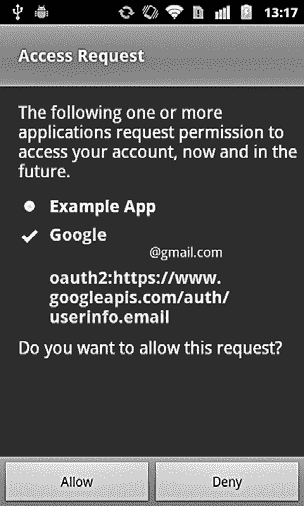 13:17
Access Request
The following one or more
applications request permission to
access your account, now and in the
future.
Example App
Google
@gmail.com
oauth2:https://www.
googleapis.com/auth/
userinfo.email
Do you want to allow this request?
Allow
Deny